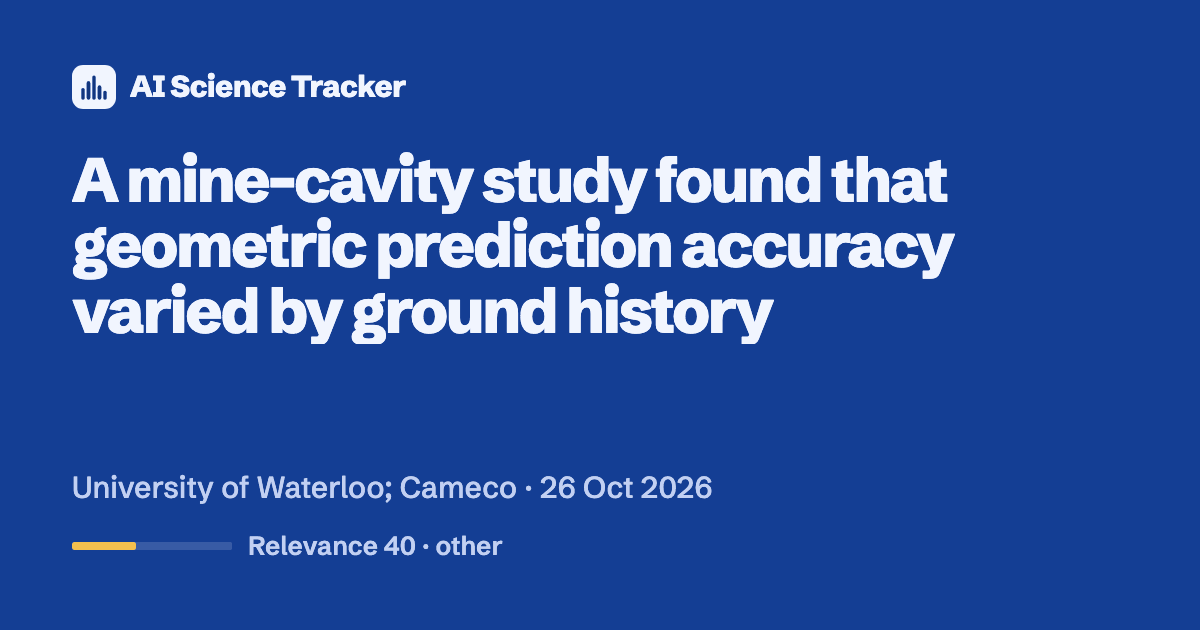 AI Science Tracker
A mine-cavity study found that
geometric prediction accuracy
varied by ground history
University of Waterloo; Cameco · 26 Oct 2026
Relevance 40 · other